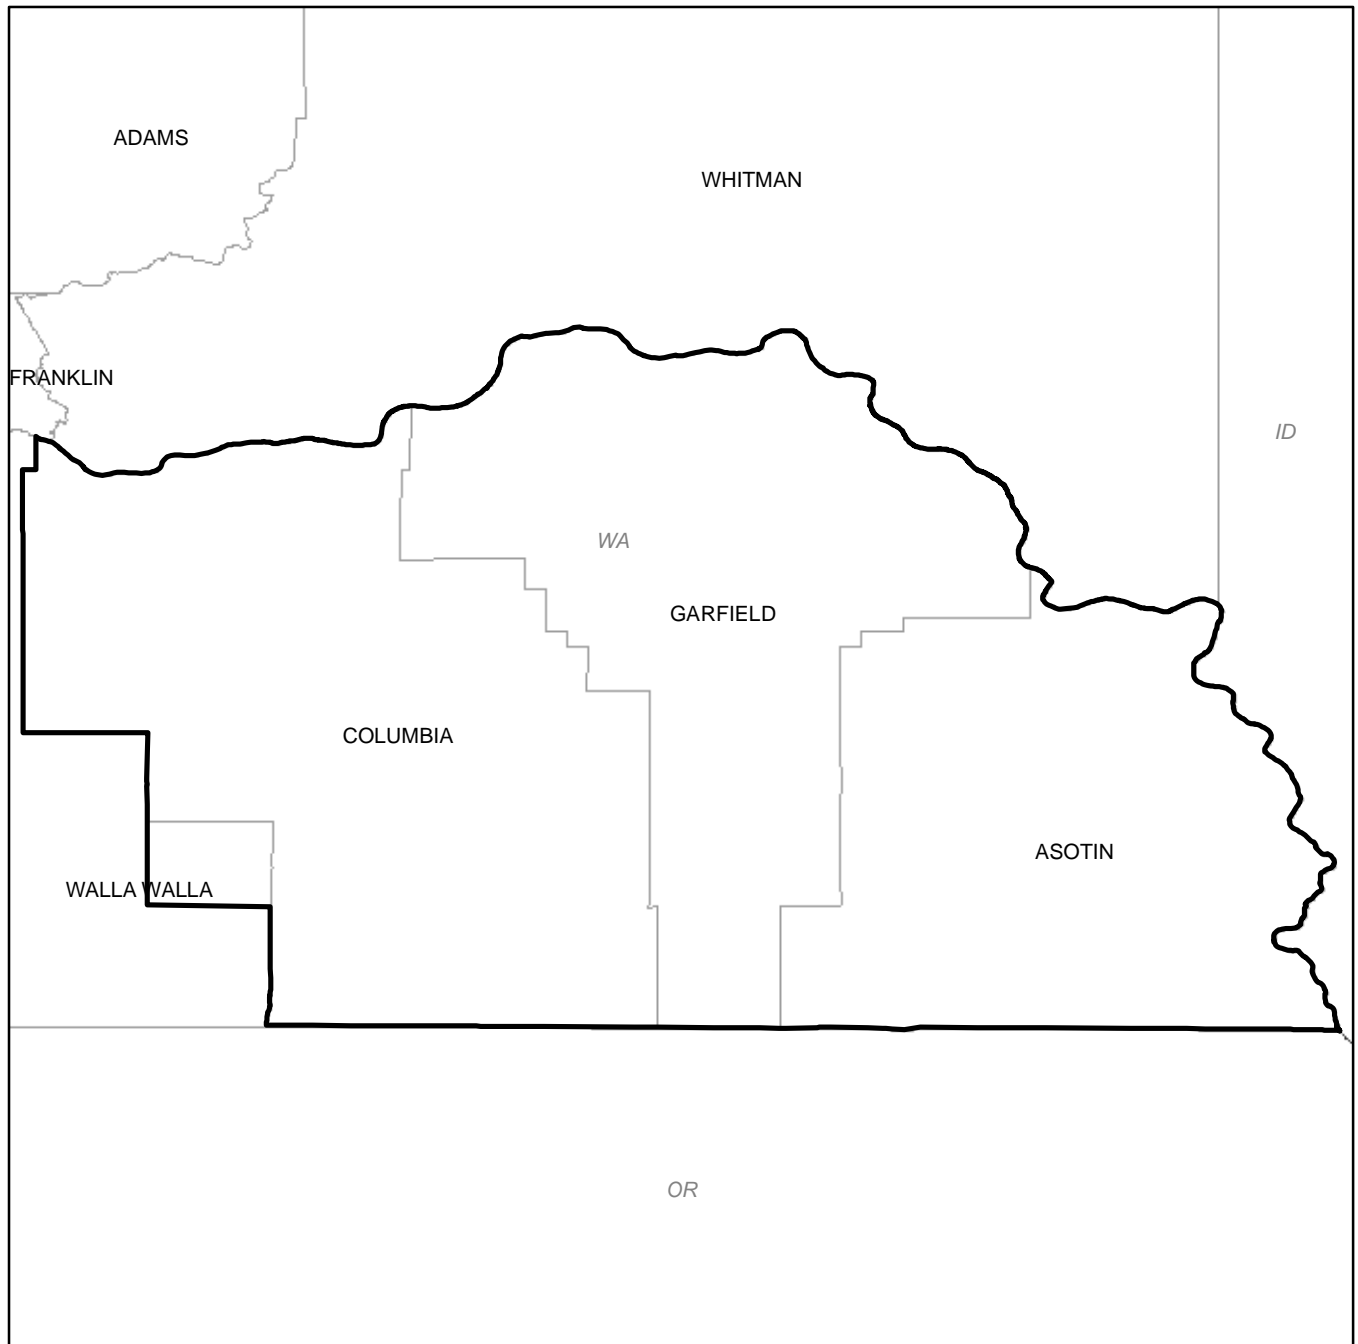 ADAMS
WHITMAN
FRANKLIN
ID
WA
GARFIELD
COLUMBIA
ASOTIN
WALLA WALLA
OR